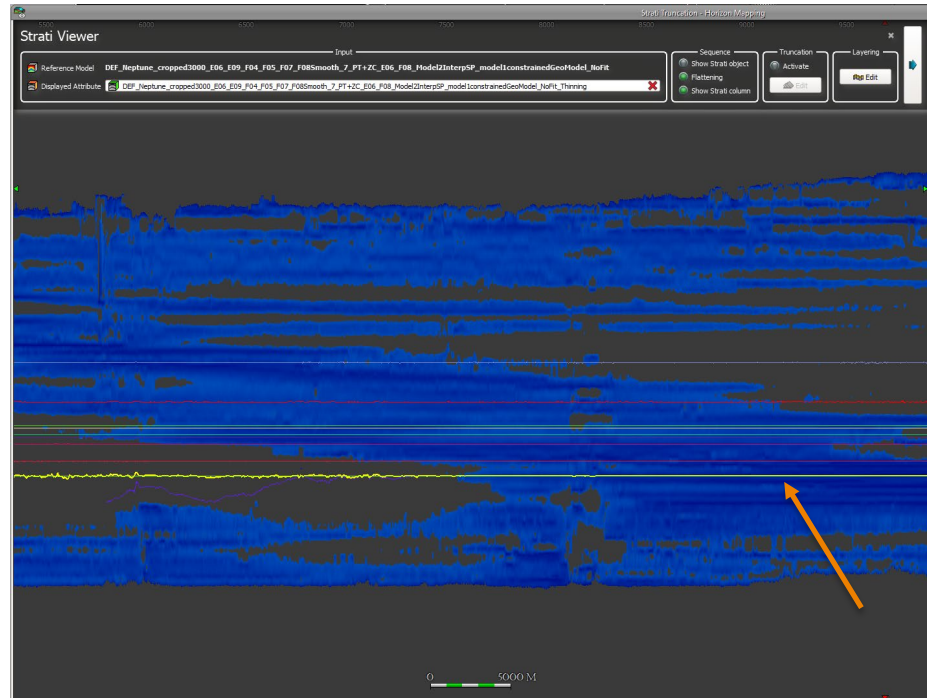 Strati Truncation - Horizon Mapping
5500 6000 6500 7000 7500 8000 8500 9000 9500
Strati Viewer
Input
Reference Model DEF_Neptune_cropped3000_E06_E09_F04_F05_F07_F08Smooth_7_PT+ZC_E06_F08_Model2InterpSP_model1constrainedGeoModel_NoFit
Displayed Attribute DEF_Neptune_cropped3000_E06_E09_F04_F05_F07_F08Smooth_7_PT+ZC_E06_F08_Model2InterpSP_model1constrainedGeoModel_NoFit_Thinning
Sequence
Show Strati object
Flattening
Show Strati column
Truncation
Activate
Edit
Layering
Edit
0 5000 M